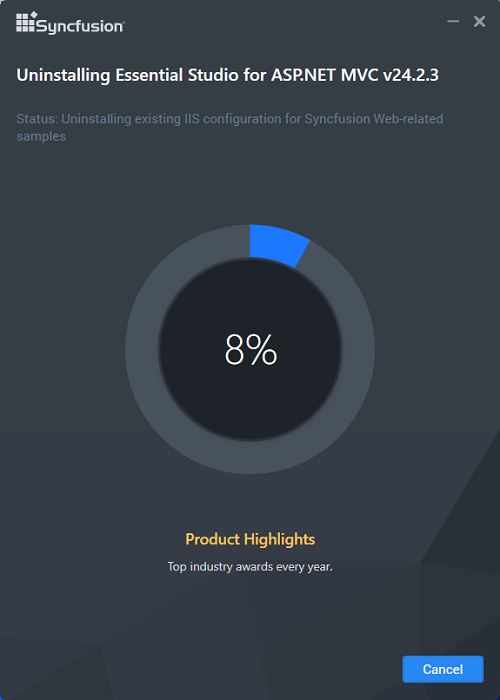 Syncfusion
Uninstalling Essential Studio for ASP.NET MVC v24.2.3
Status: Uninstalling existing IIS configuration for Syncfusion Web-related
samples
8%
Product Highlights
Top industry awards every year.
Cancel